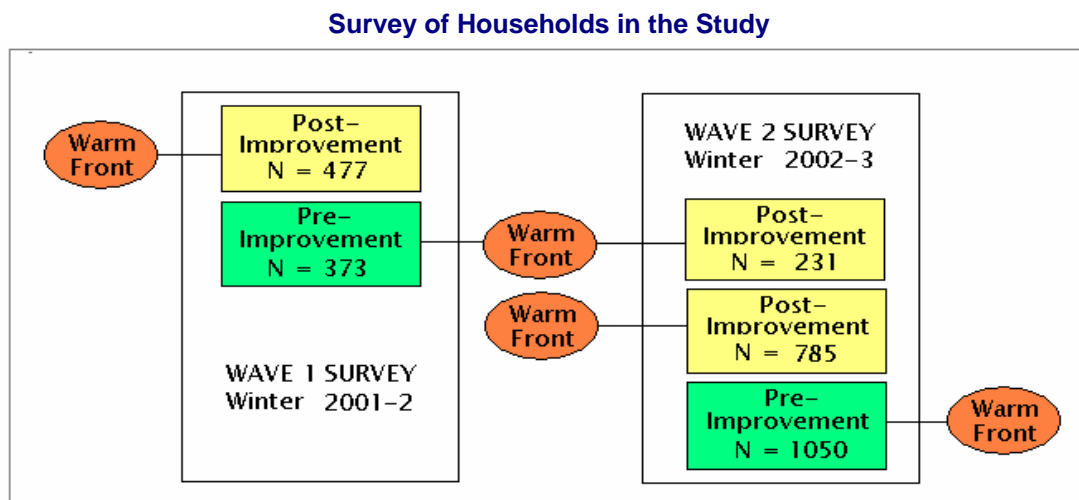 Survey of Households in the Study
Warm
Front
Post-
Improvement
N = 477
Pre-
Improvement
N = 373
WAVE 1 SURVEY
Winter 2001-2
Warm
Front
Warm
Front
WAVE 2 SURVEY
Winter 2002-3
Post-
Improvement
N = 231
Post-
Improvement
N = 785
Pre-
Improvement
N = 1050
Warm
Front